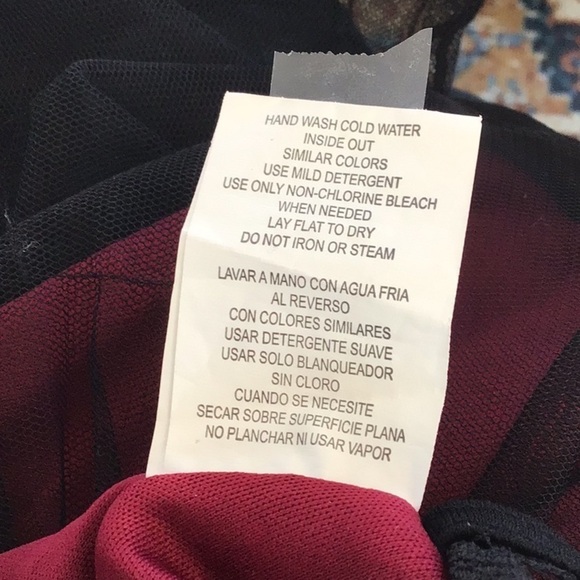 HAND WASH COLD WATER
INSIDE OUT
SIMILAR COLORS
USE MILD DETERGENT
USE ONLY NON-CHLORINE BLEACH
WHEN NEEDED
LAY FLAT TO DRY
DO NOT IRON OR STEAM
LAVAR A MANO CON AGUA FRIA
AL REVERSO
CON COLORES SIMILARES
USAR DETERGENTE SUAVE
USAR SOLO BLANQUEADOR
SIN CLORO
CUANDO SE NECESITE
SECAR SOBRE SUPERFICIE PLANA
NO PLANCHAR NI USAR VAPOR